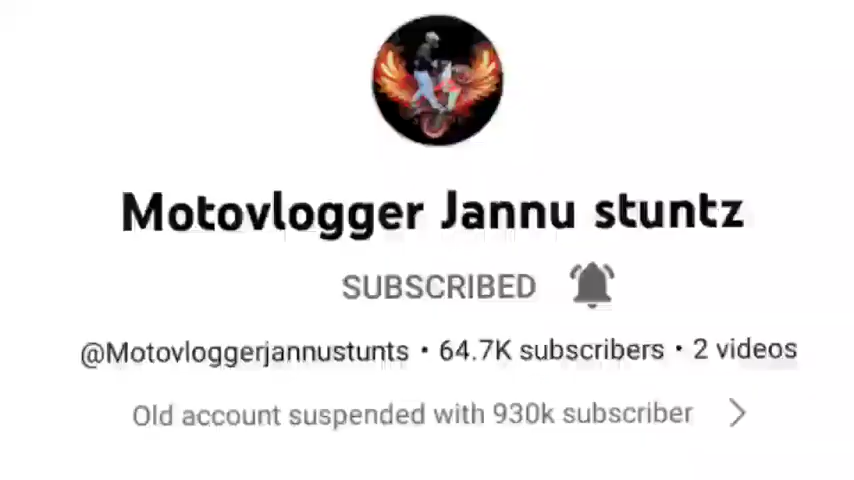 Motovlogger Jannu stuntz
SUBSCRIBED
@Motovloggerjannustunts • 64.7K subscribers • 2 videos
Old account suspended with 930k subscriber